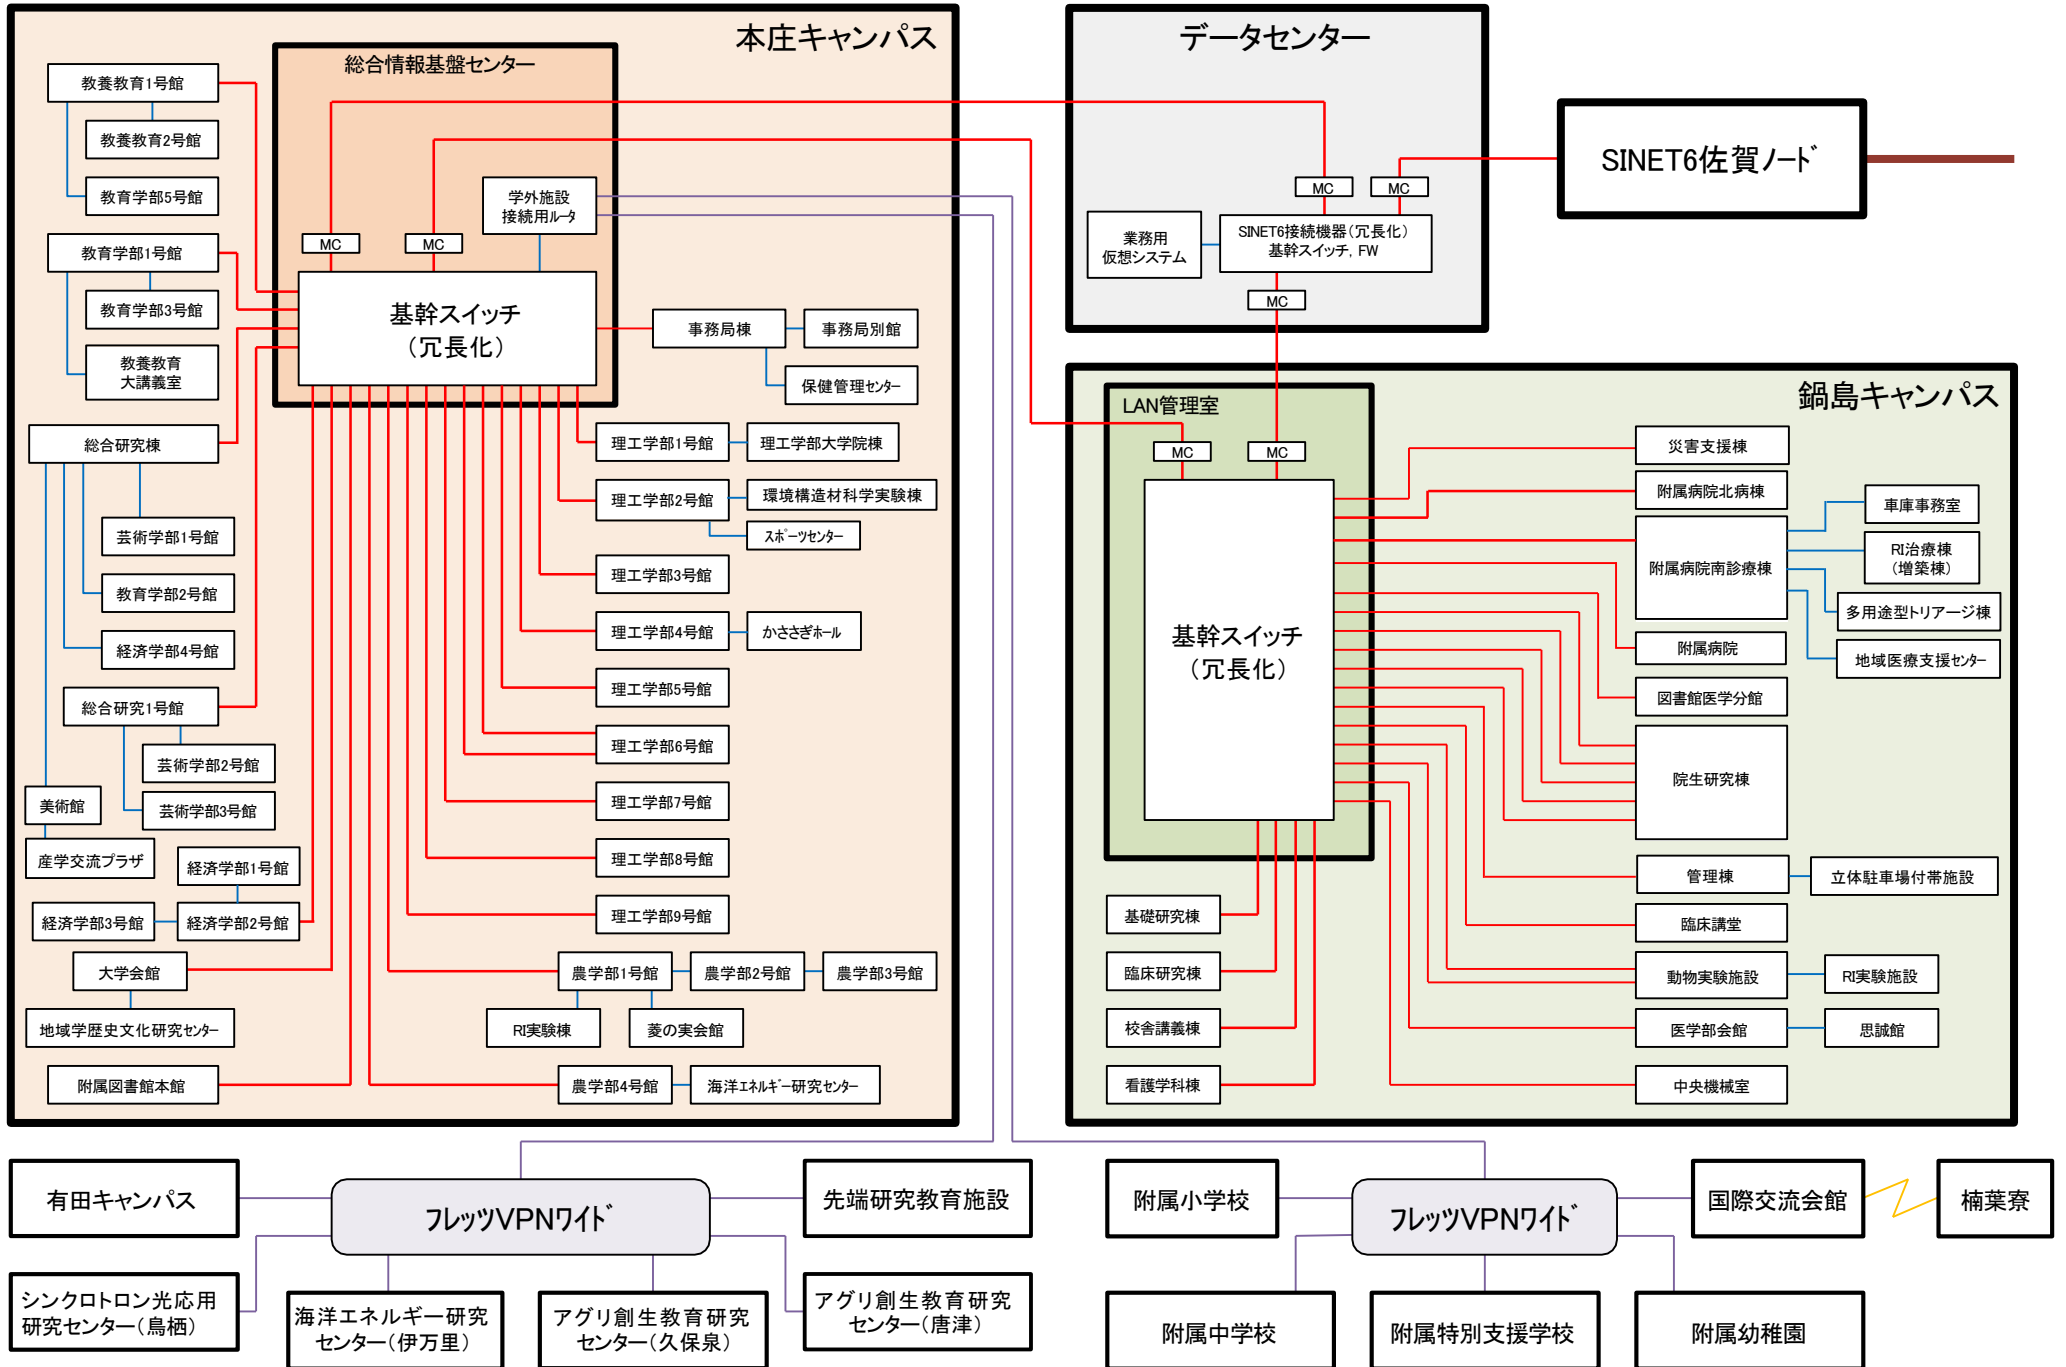 本庄キャンパス
総合情報基盤センター
教養教育1号館
教養教育2号館
教育学部5号館
教育学部1号館
教育学部3号館
教養教育
大講義室
総合研究棟
芸術学部1号館
教育学部2号館
経済学部4号館
総合研究1号館
芸術学部2号館
芸術学部3号館
美術館
産学交流プラザ
経済学部1号館
経済学部3号館
経済学部2号館
大学会館
地域学歴史文化研究センター
附属図書館本館
MC
MC
学外施設
接続用ルータ
基幹スイッチ
(冗長化)
事務局棟
事務局別館
保健管理センター
理工学部1号館
理工学部大学院棟
理工学部2号館
環境構造材科学実験棟
スポーツセンター
理工学部3号館
理工学部4号館
かささぎホール
理工学部5号館
理工学部6号館
理工学部7号館
理工学部8号館
理工学部9号館
農学部1号館
農学部2号館
農学部3号館
RI実験棟
菱の実会館
農学部4号館
海洋エネルギー研究センター
データセンター
MC
MC
業務用
仮想システム
SINET6接続機器(冗長化)
基幹スイッチ, FW
MC
SINET6佐賀ノード
鍋島キャンパス
LAN管理室
MC
MC
基幹スイッチ
(冗長化)
基礎研究棟
臨床研究棟
校舎講義棟
看護学科棟
災害支援棟
附属病院北病棟
附属病院南診療棟
車庫事務室
RI治療棟
(増築棟)
多用途型トリアージ棟
地域医療支援センター
附属病院
図書館医学分館
院生研究棟
管理棟
立体駐車場付帯施設
臨床講堂
動物実験施設
RI実験施設
医学部会館
思誠館
中央機械室
有田キャンパス
フレッツVPNワイド
先端研究教育施設
シンクロトロン光応用
研究センター(鳥栖)
海洋エネルギー研究
センター(伊万里)
アグリ創生教育研究
センター(久保泉)
アグリ創生教育研究
センター(唐津)
附属小学校
フレッツVPNワイド
国際交流会館
楠葉寮
附属中学校
附属特別支援学校
附属幼稚園